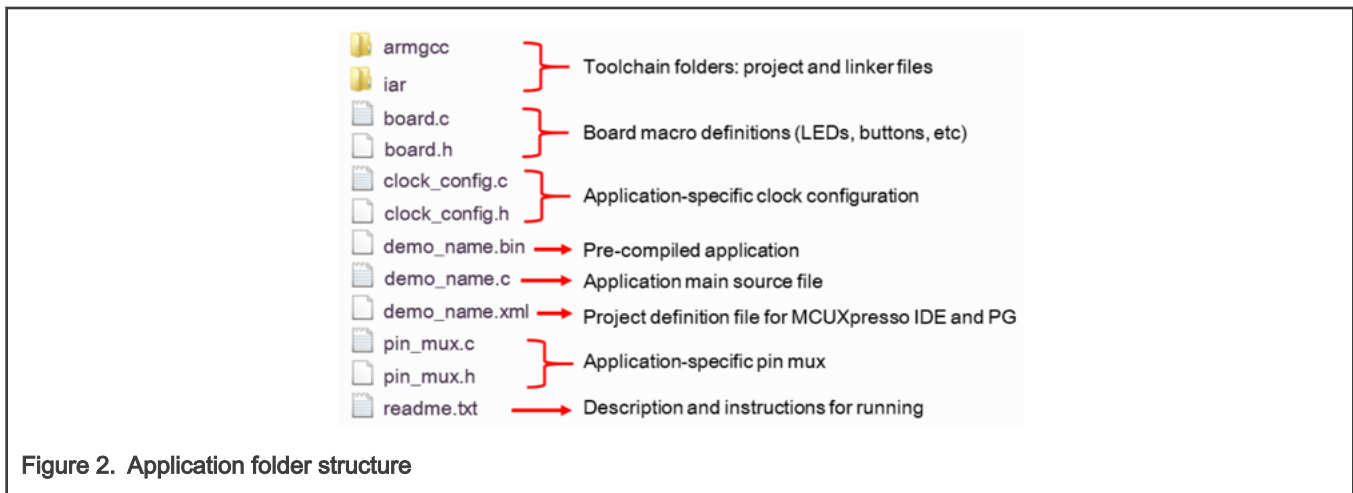 armgcc
Toolchain folders: project and linker files
iar
board.c
Board macro definitions (LEDs, buttons, etc)
board.h
clock_config.c
Application-specific clock configuration
clock_config.h
demo_name.bin
Pre-compiled application
demo_name.c
Application main source file
demo_name.xml
Project definition file for MCUXpresso IDE and PG
pin_mux.c
Application-specific pin mux
pin_mux.h
readme.txt
Description and instructions for running
Figure 2. Application folder structure